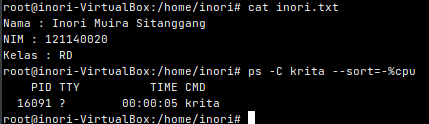 root@inori-VirtualBox:/home/inori# cat inori.txt
Nama : Inori Muira Sitanggang
NIM : 121140020
Kelas : RD
root@inori-VirtualBox:/home/inori# ps -C krita --sort=-%cpu
    PID TTY          TIME CMD
  16091 ?        00:00:05 krita
root@inori-VirtualBox:/home/inori#